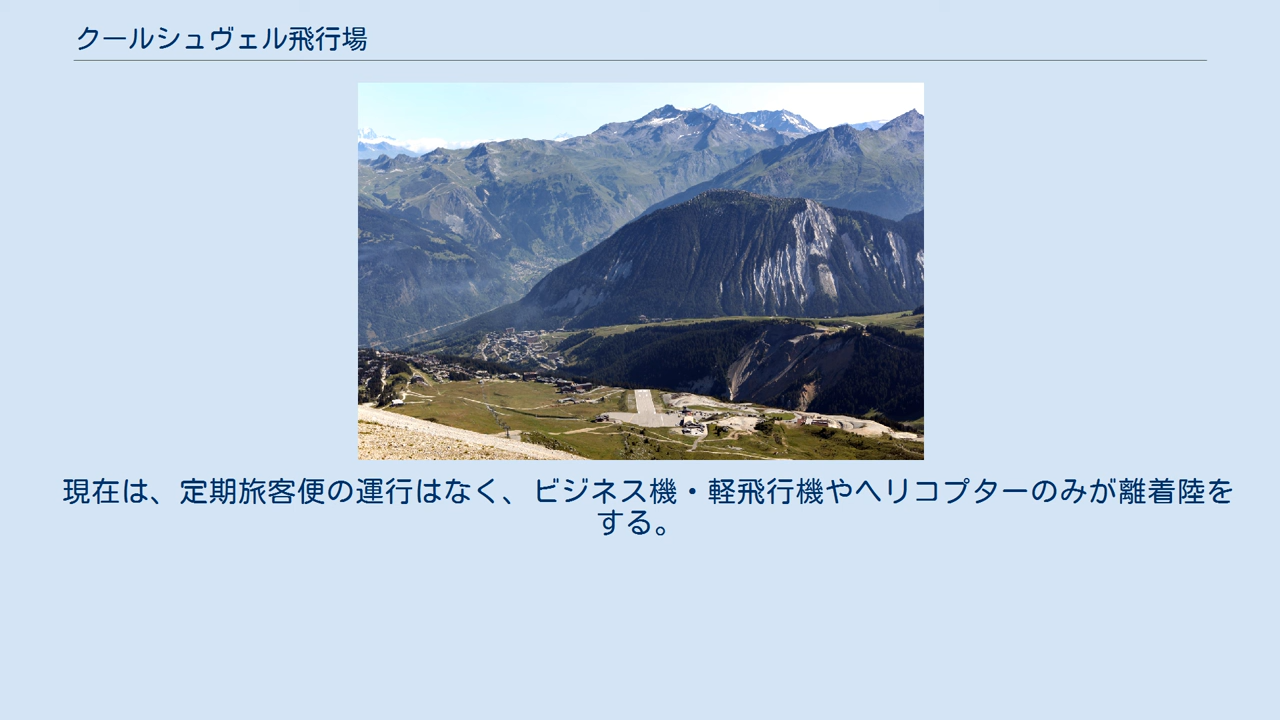 クールシュヴェル飛行場
現在は、定期旅客便の運行はなく、ビジネス機・軽飛行機やヘリコプターのみが離着陸を
する。